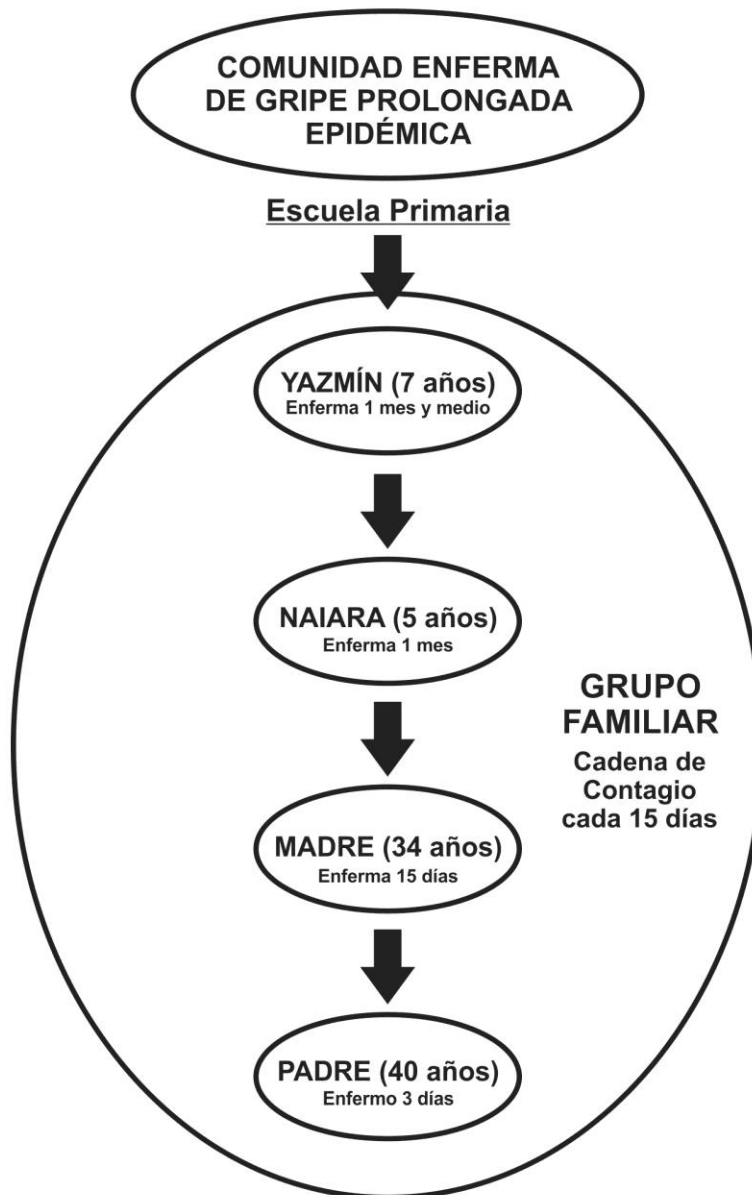 COMUNIDAD ENFERMA
DE GRIPE PROLONGADA
EPIDÉMICA
Escuela Primaria
YAZMÍN (7 años)
Enferma 1 mes y medio
NAIARA (5 años)
Enferma 1 mes
GRUPO
FAMILIAR
Cadena de
Contagio
cada 15 días
MADRE (34 años)
Enferma 15 días
PADRE (40 años)
Enfermo 3 días